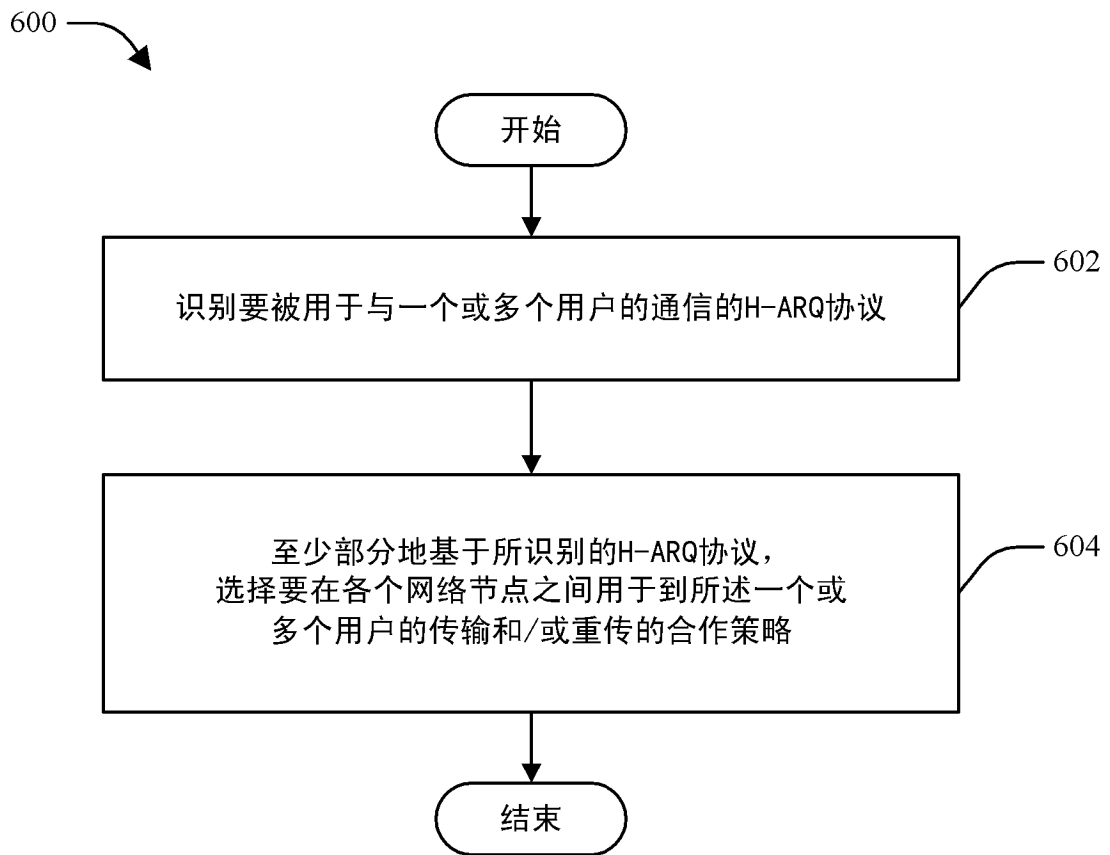 600
开始
识别要被用于与一个或多个用户的通信的H-ARQ协议
602
至少部分地基于所识别的H-ARQ协议，
选择要在各个网络节点之间用于到所述一个或
多个用户的传输和/或重传的合作策略
604
结束